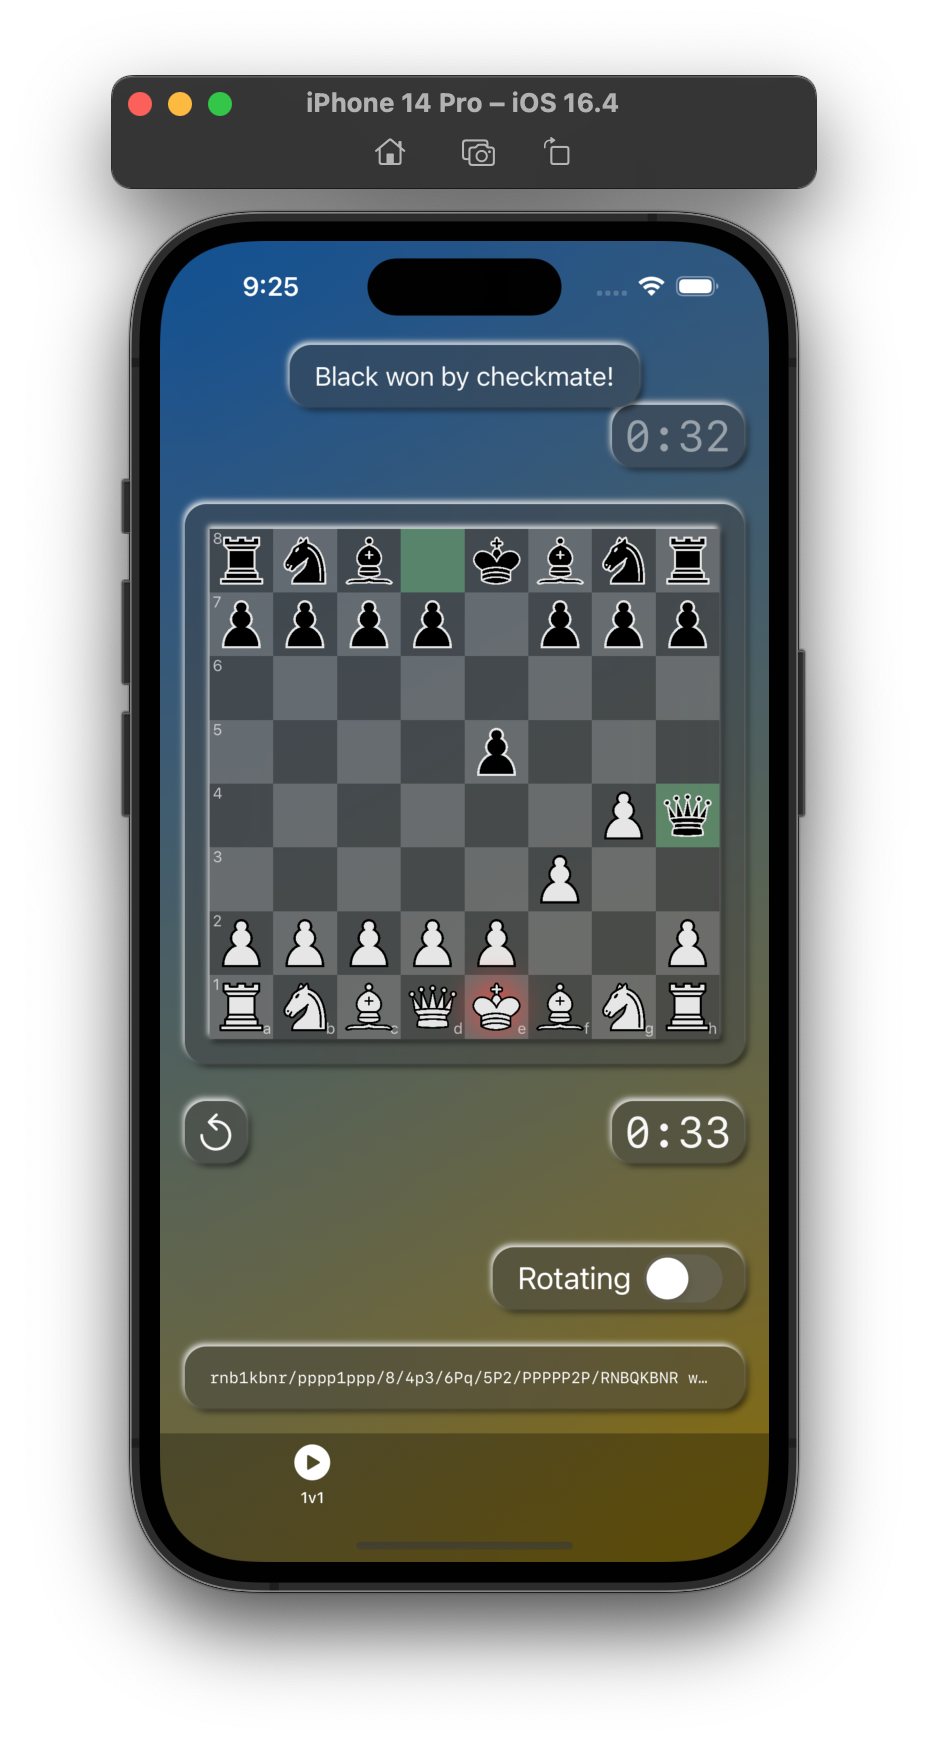 iPhone 14 Pro – iOS 16.4
9:25
Black won by checkmate!
0:32
8
7
6
5
4
3
2
1
a b c d e f g h
0:33
Rotating
rnb1kbnr/pppp1ppp/8/4p3/6Pq/5P2/PPPPP2P/RNBQKBNR w…
1v1